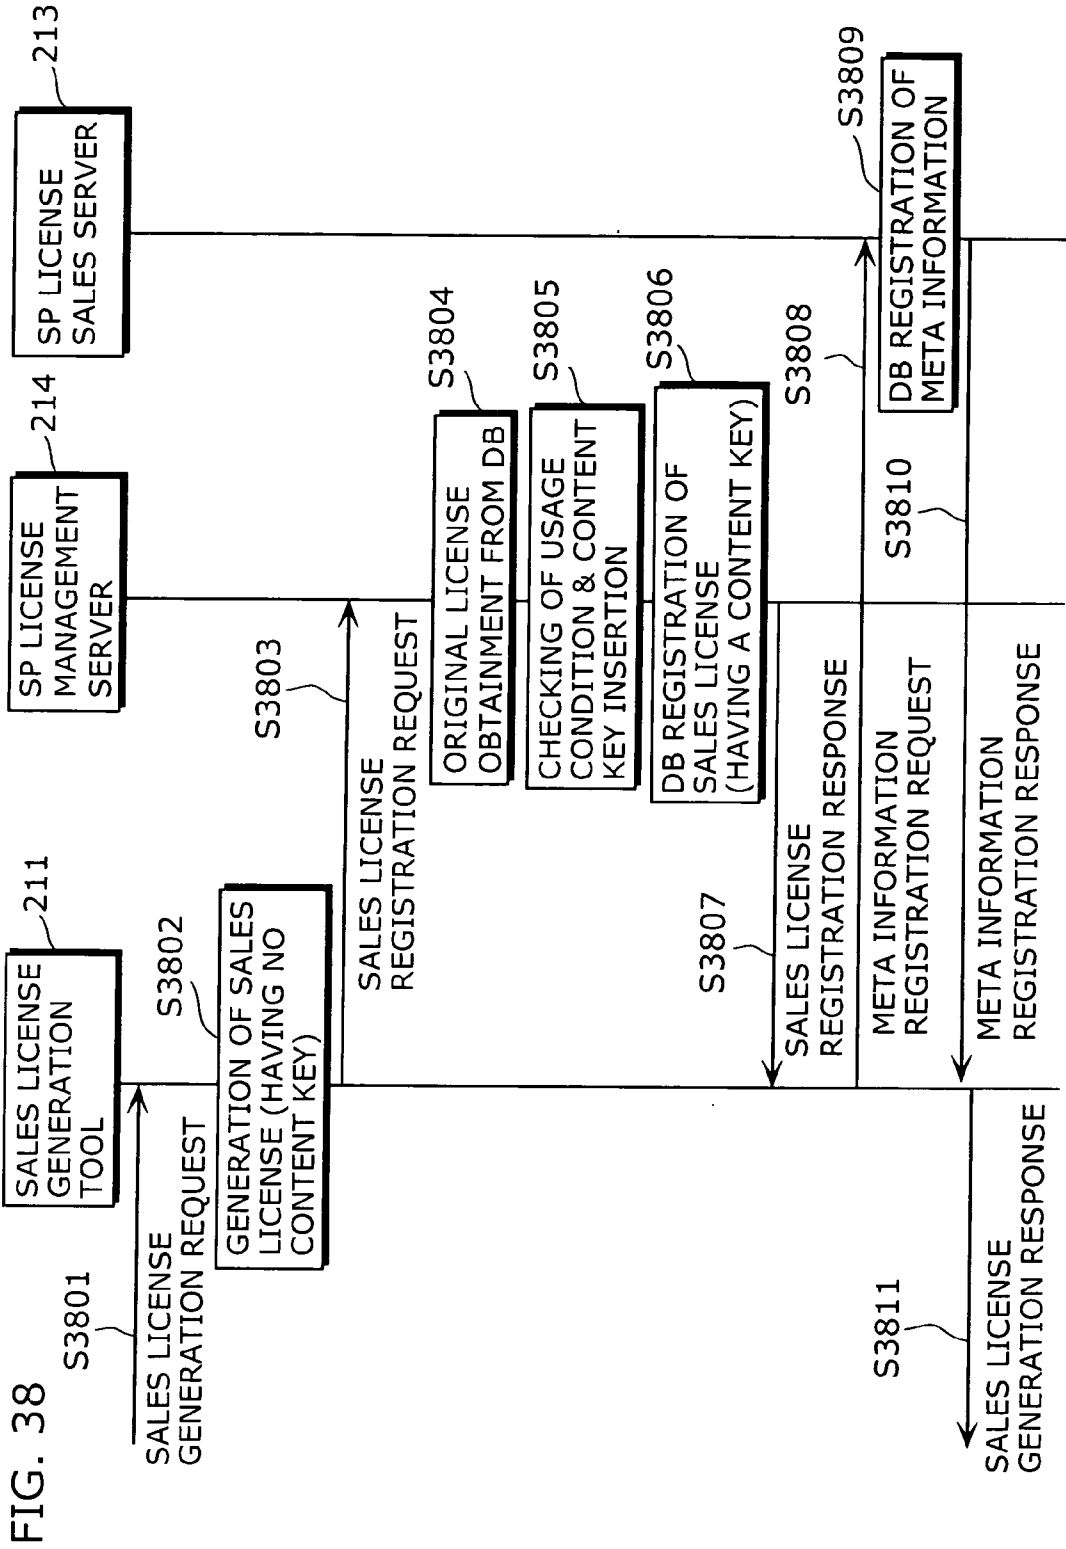 FIG. 38
SALES LICENSE
GENERATION
TOOL
211
SP LICENSE
MANAGEMENT
SERVER
214
SP LICENSE
SALES SERVER
213
S3801
SALES LICENSE
GENERATION REQUEST
S3802
GENERATION OF SALES
LICENSE (HAVING NO
CONTENT KEY)
S3803
SALES LICENSE
REGISTRATION REQUEST
S3804
ORIGINAL LICENSE
OBTAINMENT FROM DB
S3805
CHECKING OF USAGE
CONDITION & CONTENT
KEY INSERTION
S3806
DB REGISTRATION OF
SALES LICENSE
(HAVING A CONTENT KEY)
S3807
SALES LICENSE
REGISTRATION RESPONSE
S3808
META INFORMATION
REGISTRATION REQUEST
S3809
DB REGISTRATION OF
META INFORMATION
S3810
META INFORMATION
REGISTRATION RESPONSE
S3811
SALES LICENSE
GENERATION RESPONSE